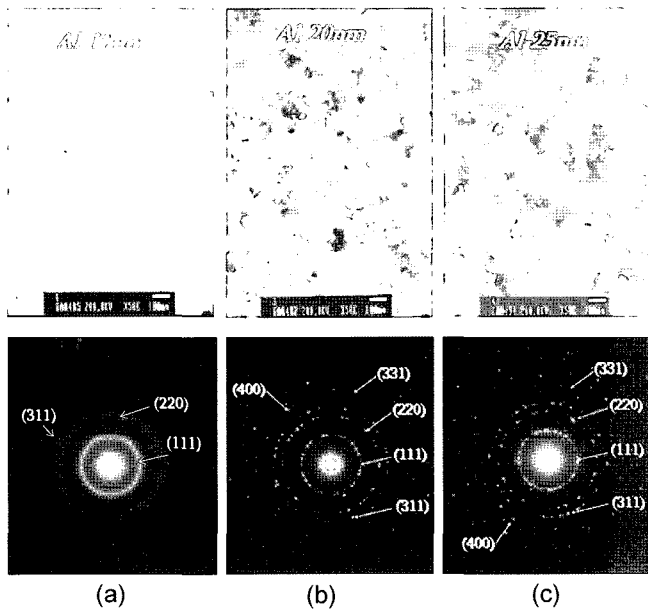 Al 20nm
Al-25nm
(311)
(220)
(111)
(400)
(331)
(220)
(111)
(311)
(331)
(220)
(111)
(311)
(400)
(a)
(b)
(c)